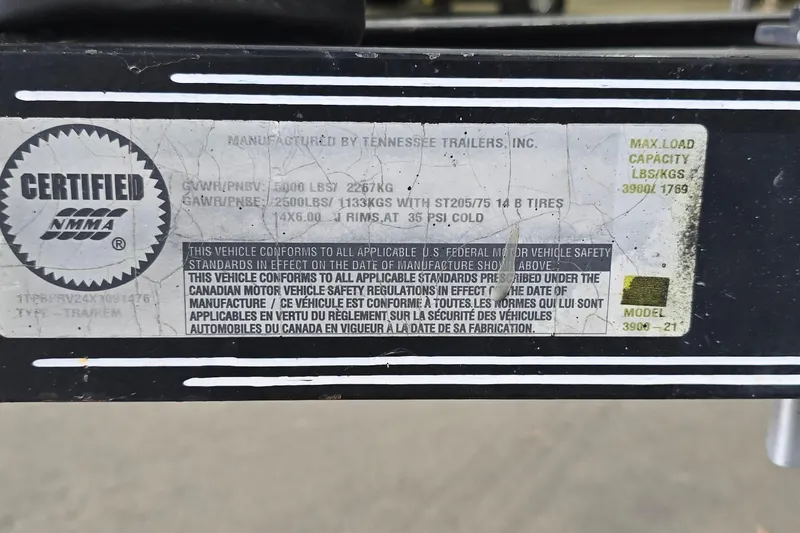 MANUFACTURED BY TENNESSEE TRAILERS, INC.
MAX.LOAD
CAPACITY
LBS/KGS
3900/ 1769
CERTIFIED
NMMA
®
GVWR/PNBV: 5000 LBS/ 2267KG
GAWR/PNBE: 2500LBS/ 1133KGS WITH ST205/75 14 B TIRES
14X6.00 J RIMS,AT 35 PSI COLD
THIS VEHICLE CONFORMS TO ALL APPLICABLE U.S. FEDERAL MOTOR VEHICLE SAFETY
STANDARDS IN EFFECT ON THE DATE OF MANUFACTURE SHOWN ABOVE.
THIS VEHICLE CONFORMS TO ALL APPLICABLE STANDARDS PRESCRIBED UNDER THE
CANADIAN MOTOR VEHICLE SAFETY REGULATIONS IN EFFECT ON THE DATE OF
MANUFACTURE / CE VÉHICULE EST CONFORME À TOUTES LES NORMES QUI LUI SONT
APPLICABLES EN VERTU DU RÈGLEMENT SUR LA SÉCURITÉ DES VÉHICULES
AUTOMOBILES DU CANADA EN VIGUEUR À LA DATE DE SA FABRICATION.
TYPE-TRA/REM
MODEL
3900-21